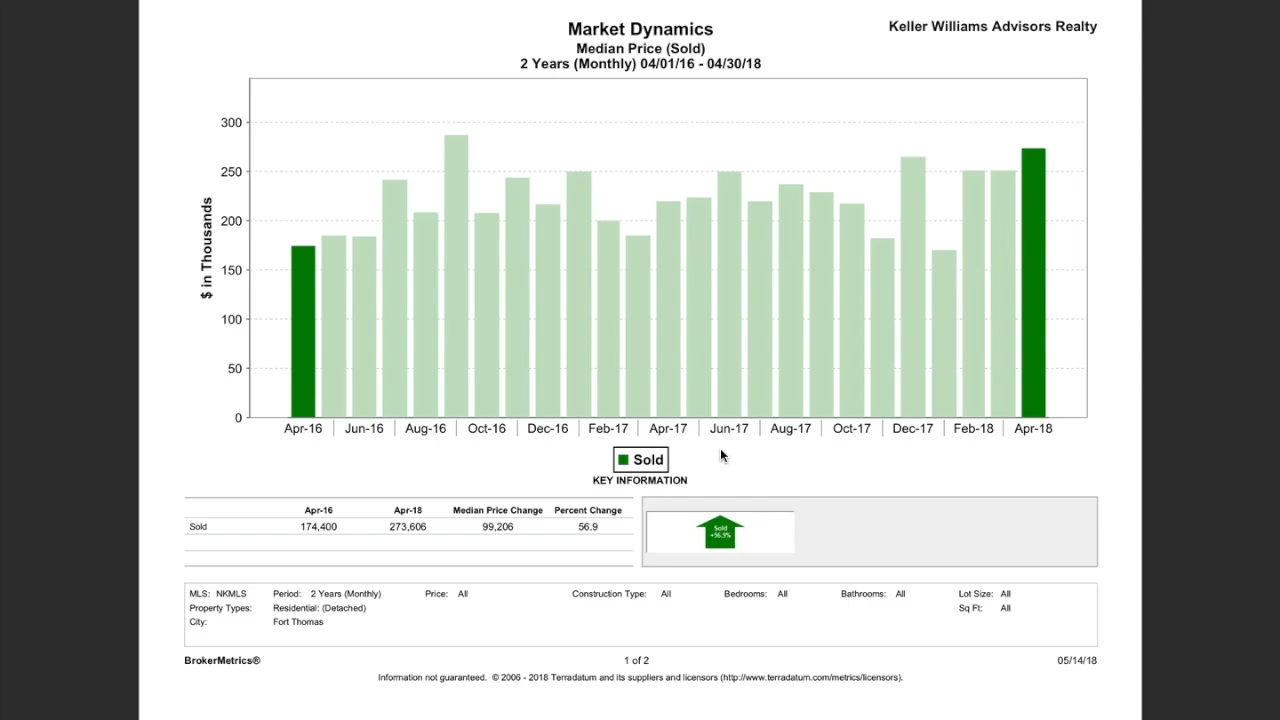 Market Dynamics
Keller Williams Advisors Realty
Median Price (Sold)
2 Years (Monthly) 04/01/16 - 04/30/18
$ in Thousands
300
250
200
150
100
50
0
Apr-16 Jun-16 Aug-16 Oct-16 Dec-16 Feb-17 Apr-17 Jun-17 Aug-17 Oct-17 Dec-17 Feb-18 Apr-18
Sold
KEY INFORMATION
Apr-16 Apr-18 Median Price Change Percent Change
Sold 174,400 273,606 99,206 56.9
Sold
+56.9%
MLS: NKMLS Period: 2 Years (Monthly) Price: All Construction Type: All Bedrooms: All Bathrooms: All Lot Size: All
Property Types: Residential: (Detached) Sq Ft: All
City: Fort Thomas
BrokerMetrics® 1 of 2 05/14/18
Information not guaranteed. © 2006 - 2018 Terradatum and its suppliers and licensors (http://www.terradatum.com/metrics/licensors).